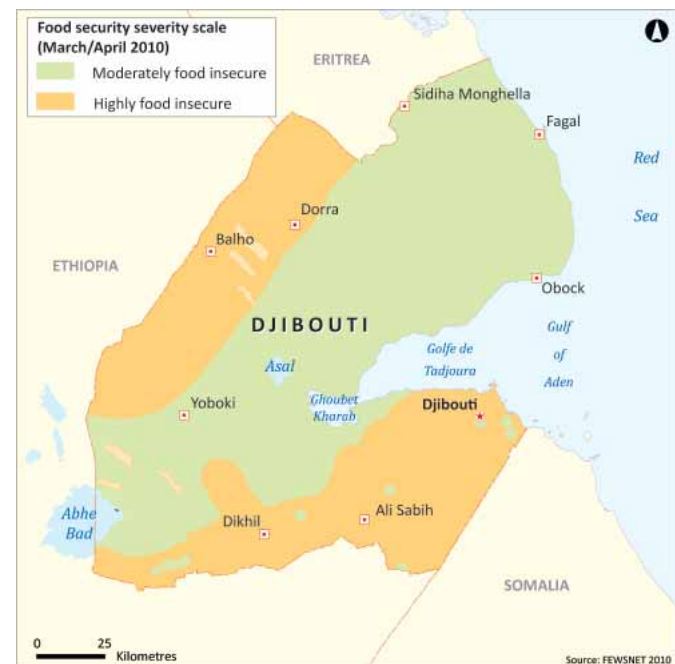 Food security severity scale
(March/April 2010)
Moderately food insecure
Highly food insecure
ERITREA
Sidiha Monghella
Fagal
Red
Sea
Dorra
Balho
ETHIOPIA
Obock
DJIBOUTI
Gulf
of
Aden
Golfe de
Tadjoura
Asal
Ghoubet
Kharab
Yoboki
Djibouti
Abhe
Bad
Dikhil
Ali Sabih
SOMALIA
0 25
Kilometres
Source: FEWSNET 2010